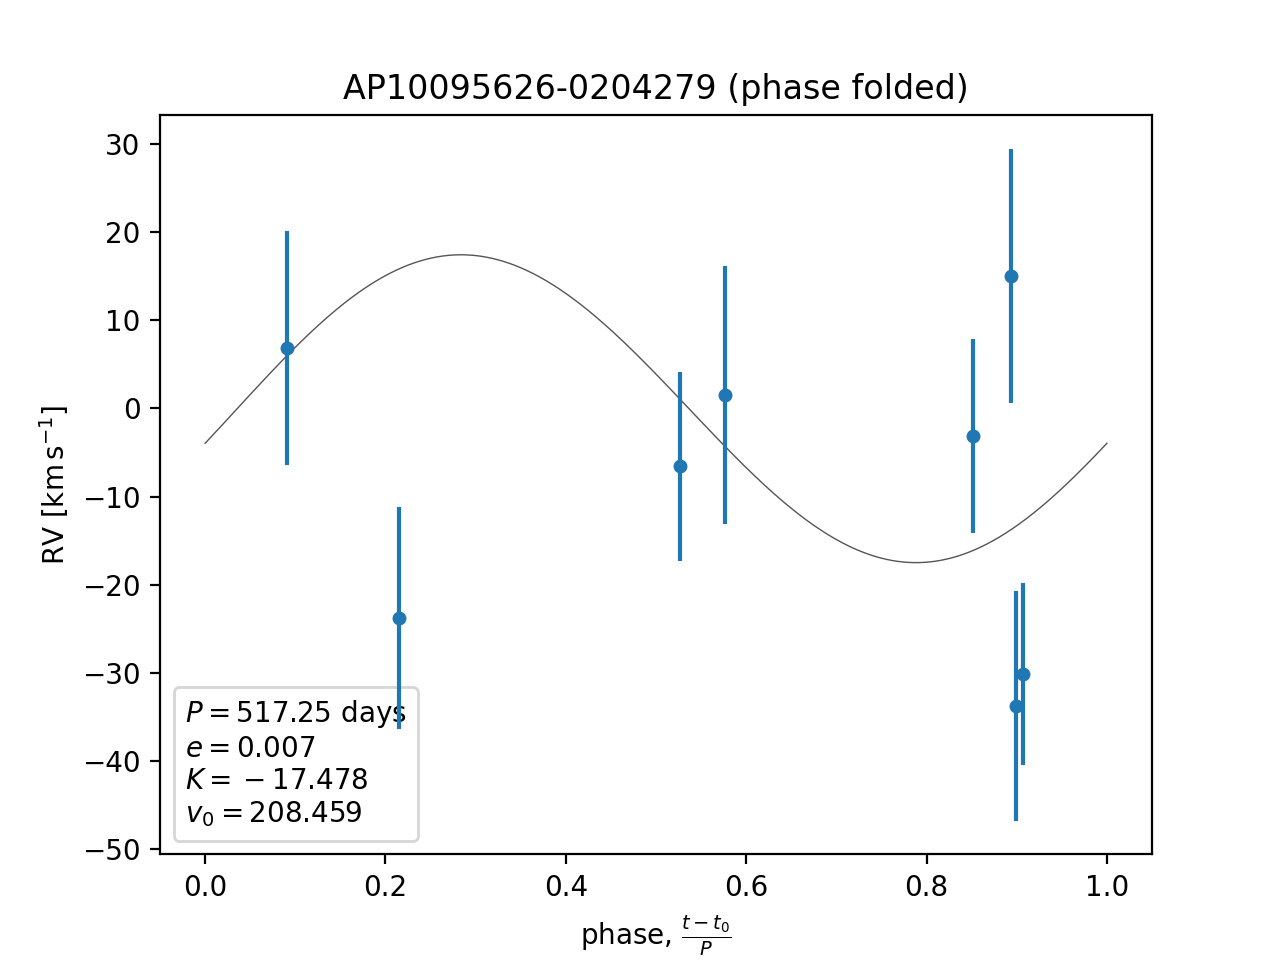 AP10095626-0204279 (phase folded)
30
20
10
0
−10
−20
−30
−40
−50
RV [km s⁻¹]
P = 517.25 days
e = 0.007
K = −17.478
v₀ = 208.459
0.0 0.2 0.4 0.6 0.8 1.0
phase, (t − t₀)/P